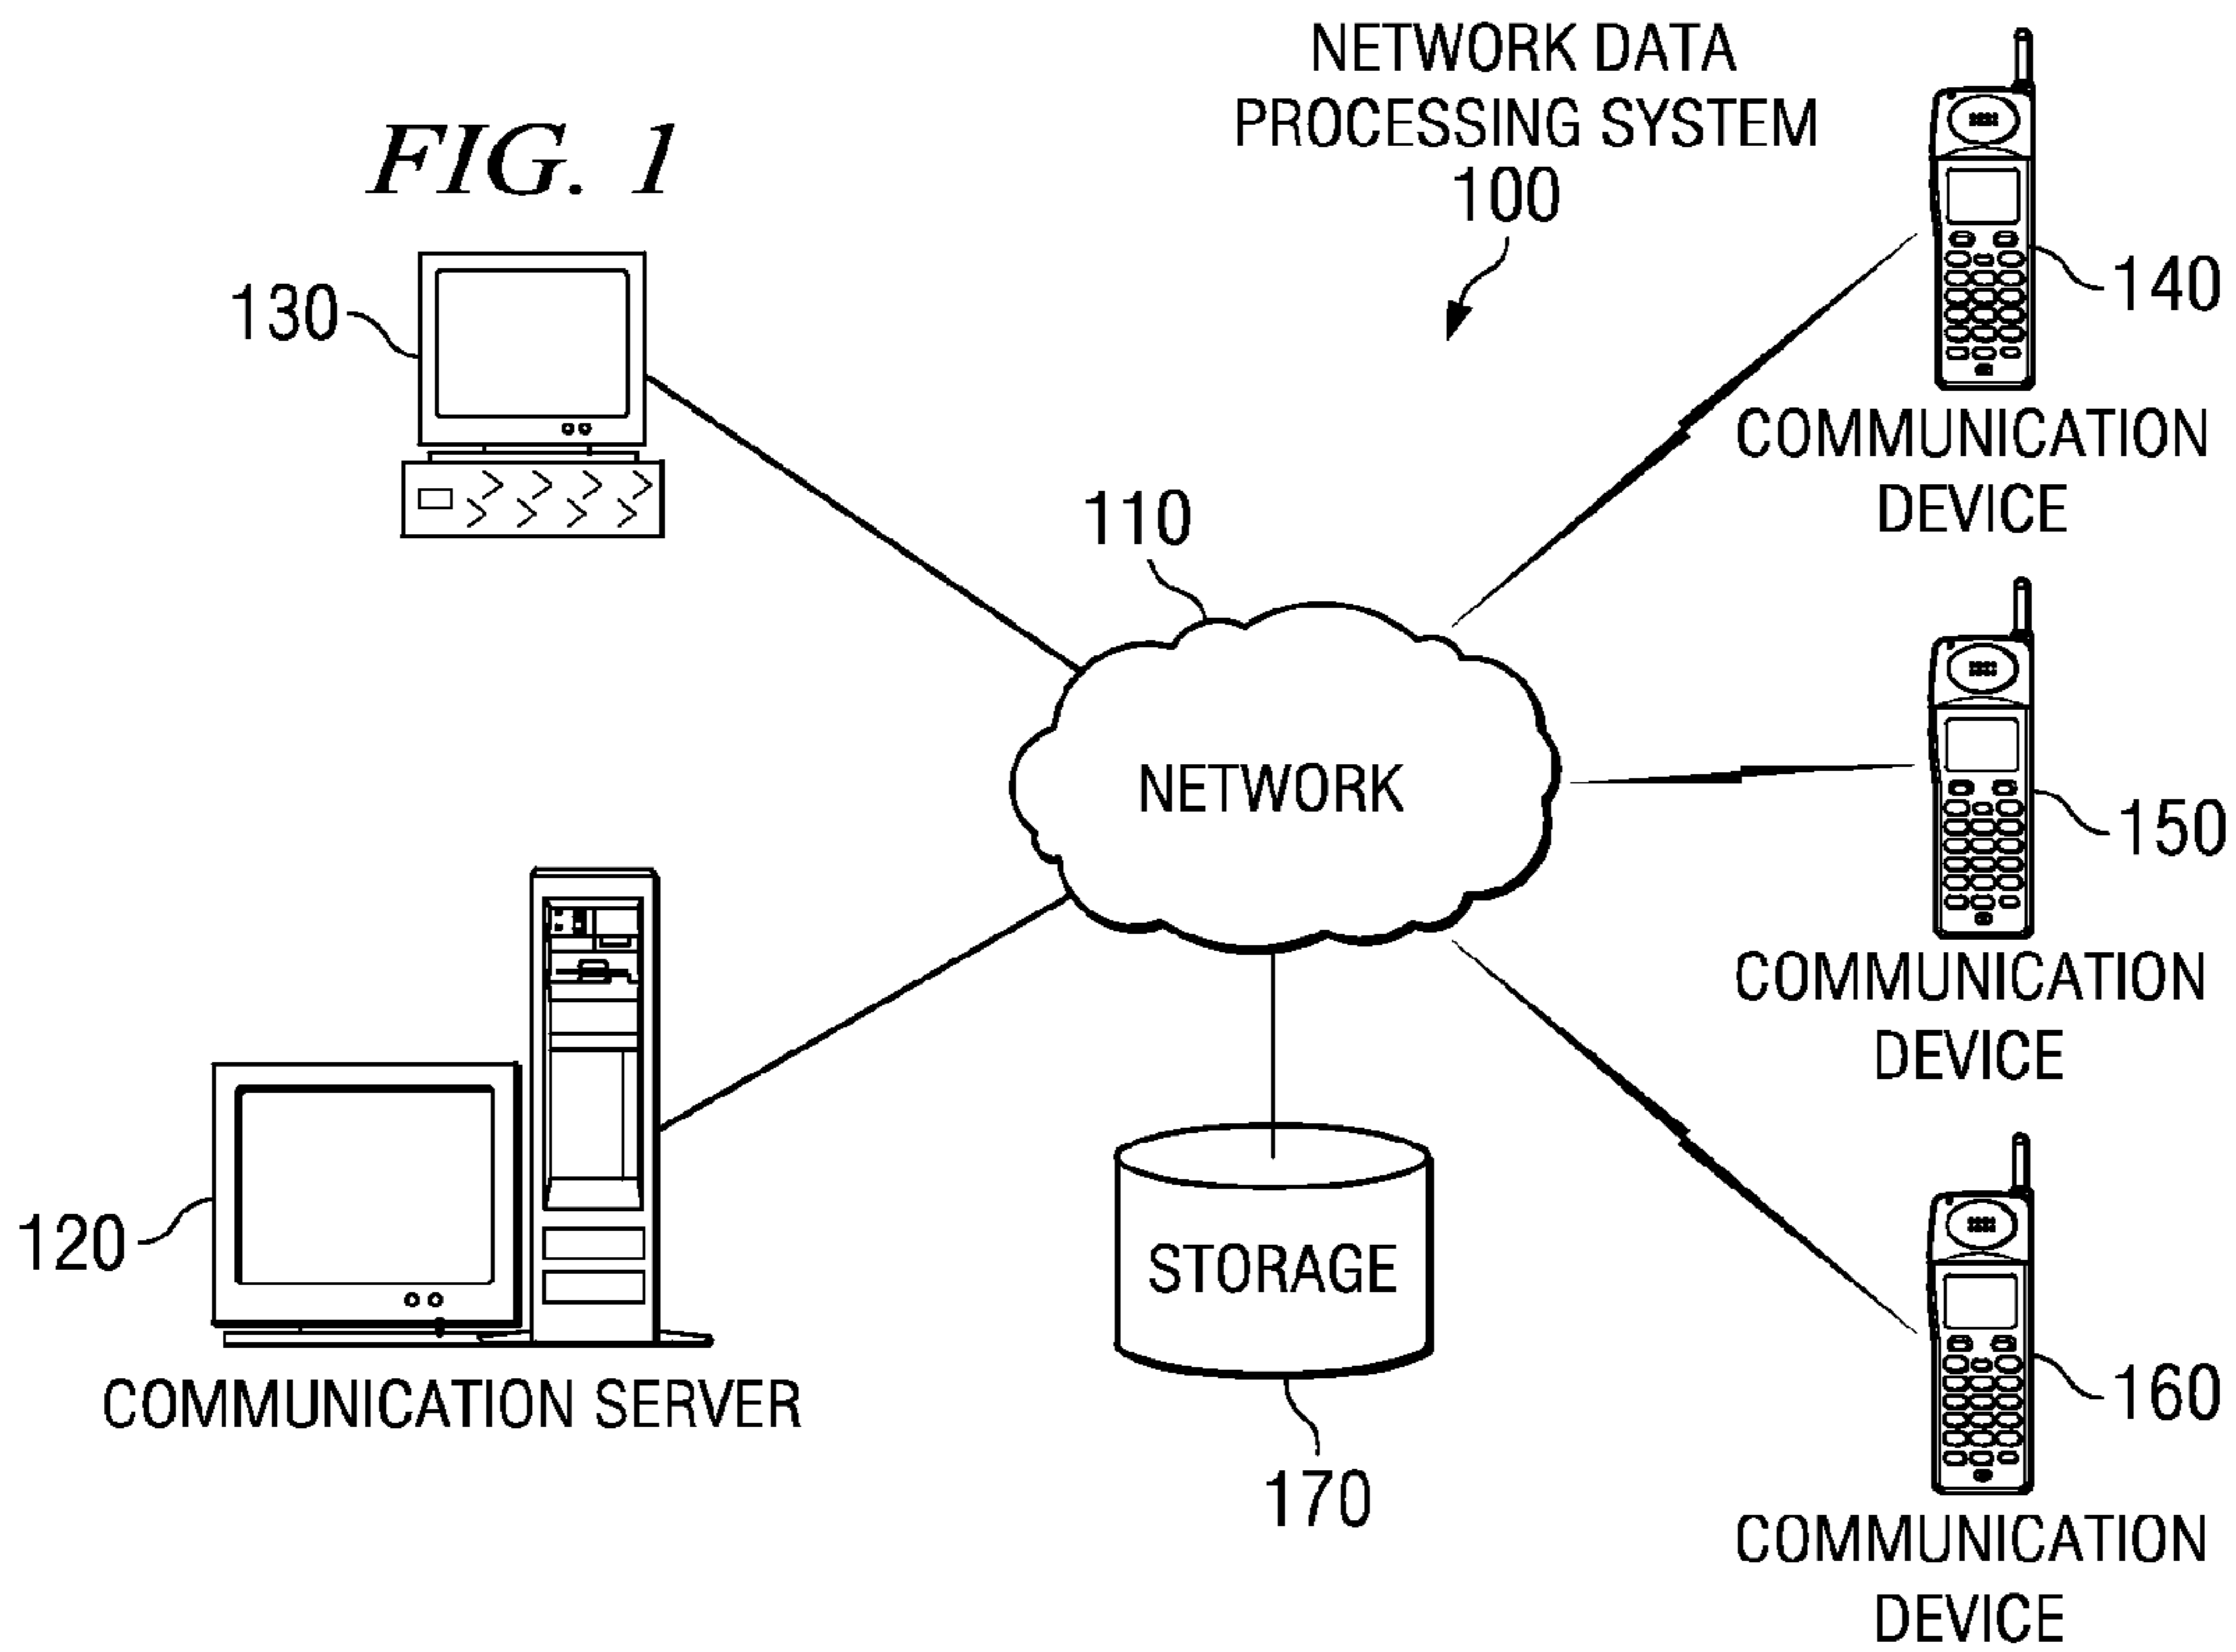 FIG. 1
NETWORK DATA
PROCESSING SYSTEM
100
130
140
COMMUNICATION
DEVICE
110
NETWORK
150
COMMUNICATION
DEVICE
120
COMMUNICATION SERVER
STORAGE
170
160
COMMUNICATION
DEVICE